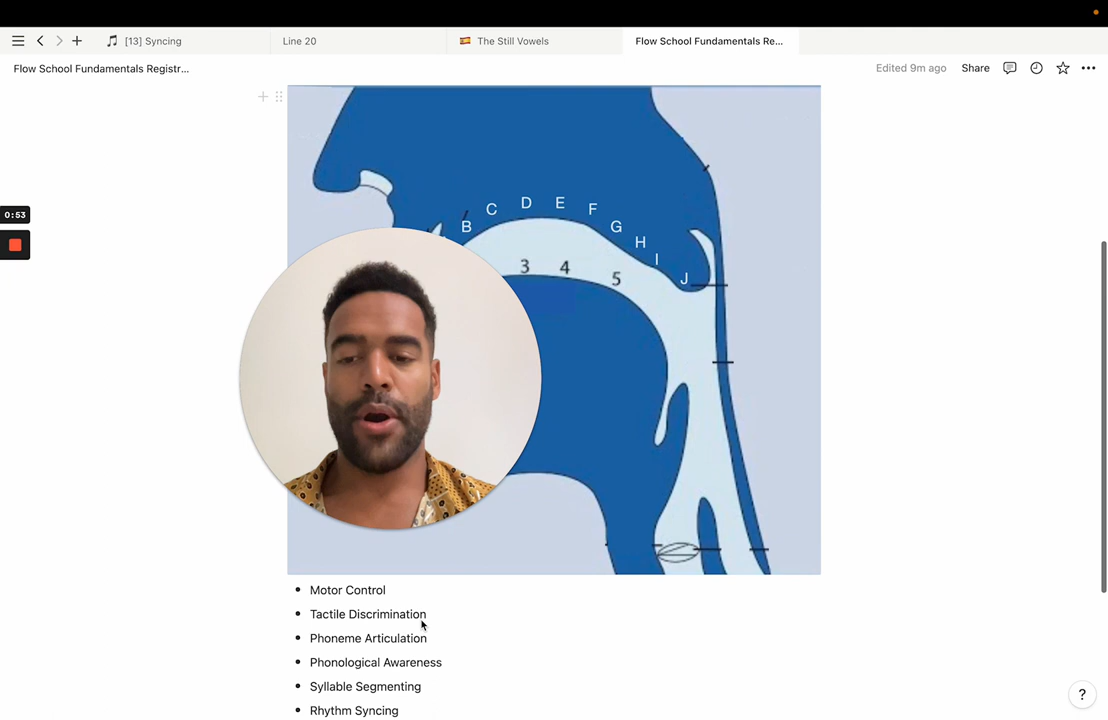 [13] Syncing
Line 20
The Still Vowels
Flow School Fundamentals Re...
Flow School Fundamentals Registr...
Edited 9m ago
Share
C D E F
B G
H
I
J
3 4 5
0:53
Motor Control
Tactile Discrimination
Phoneme Articulation
Phonological Awareness
Syllable Segmenting
Rhythm Syncing
?